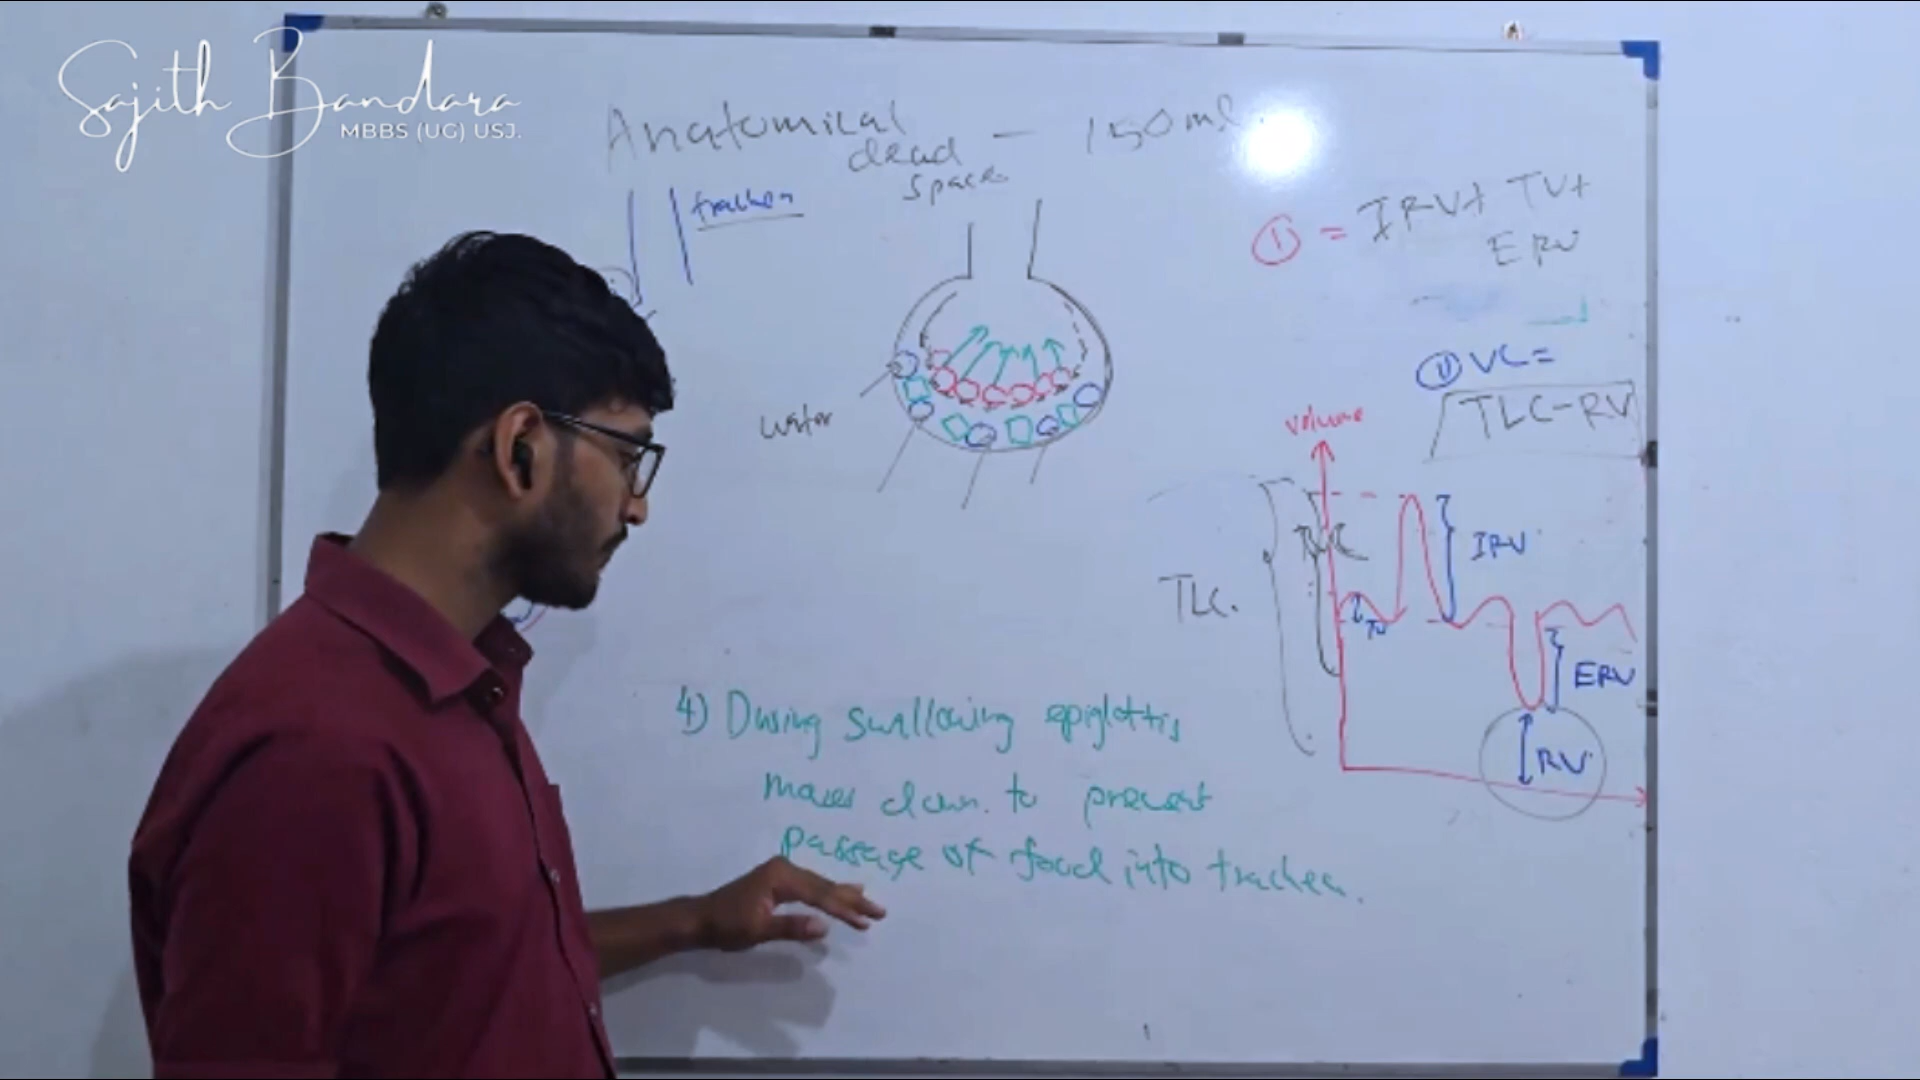 Sajith Bandara
MBBS (UG) USJ.
Anatomical dead space – 150ml.
trachea
① = IRV + TV +
ERV
② VC =
TLC-RV
water
volume
IRV
TLC.
TV
ERV
RV
4) During swallowing epiglottis
moves down. to prevent
passage of food into trachea.